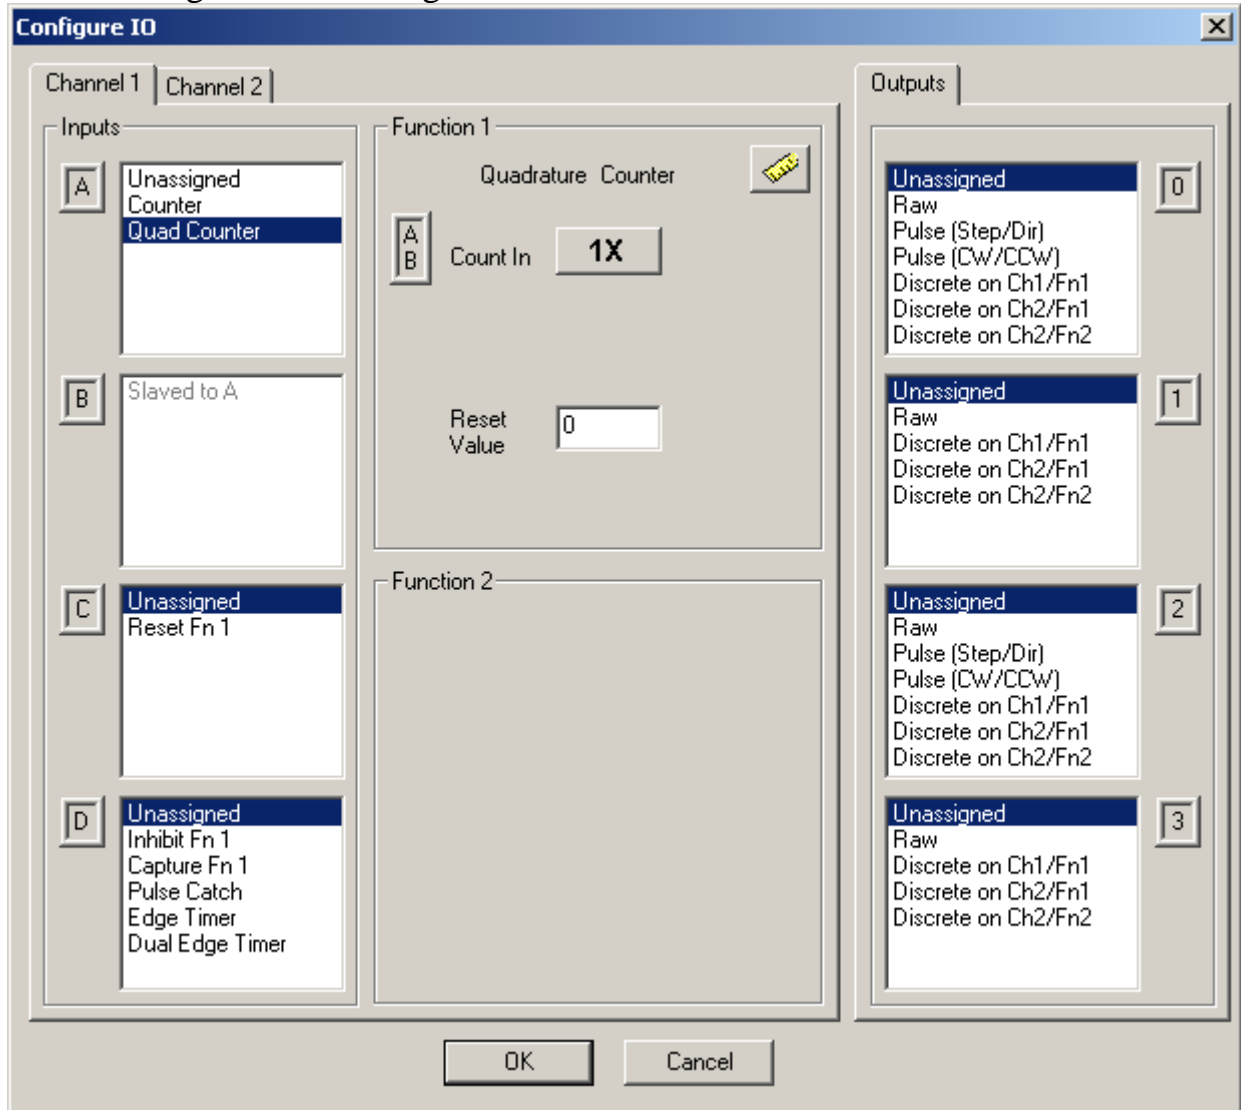 Configure IO
Channel 1
Channel 2
Outputs
Inputs
A
Unassigned
Counter
Quad Counter
B
Slaved to A
C
Unassigned
Reset Fn 1
D
Unassigned
Inhibit Fn 1
Capture Fn 1
Pulse Catch
Edge Timer
Dual Edge Timer
Function 1
Quadrature Counter
A
B
Count In
1X
Reset
Value
0
Function 2
Unassigned
Raw
Pulse (Step/Dir)
Pulse (CW/CCW)
Discrete on Ch1/Fn1
Discrete on Ch2/Fn1
Discrete on Ch2/Fn2
0
Unassigned
Raw
Discrete on Ch1/Fn1
Discrete on Ch2/Fn1
Discrete on Ch2/Fn2
1
Unassigned
Raw
Pulse (Step/Dir)
Pulse (CW/CCW)
Discrete on Ch1/Fn1
Discrete on Ch2/Fn1
Discrete on Ch2/Fn2
2
Unassigned
Raw
Discrete on Ch1/Fn1
Discrete on Ch2/Fn1
Discrete on Ch2/Fn2
3
OK
Cancel